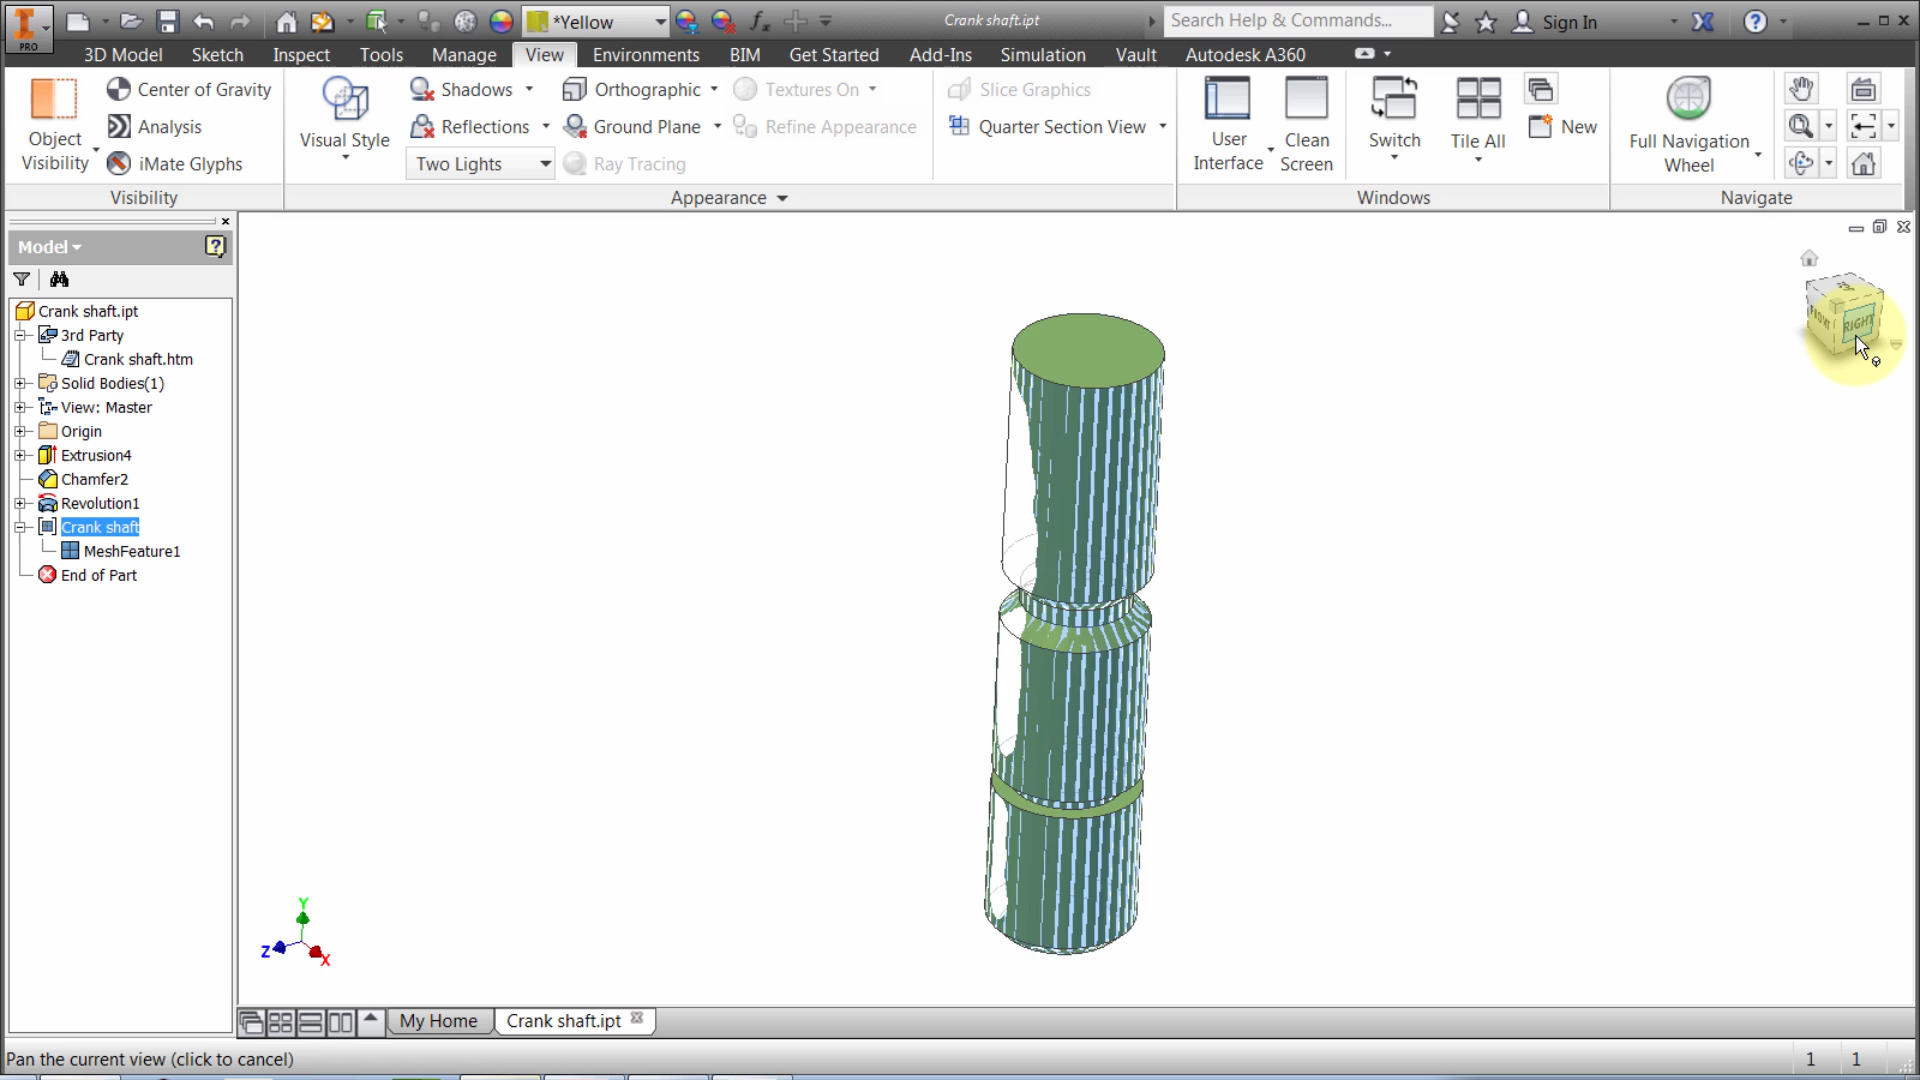 *Yellow
Crank shaft.ipt
Search Help & Commands...
Sign In
PRO
3D Model
Sketch
Inspect
Tools
Manage
View
Environments
BIM
Get Started
Add-Ins
Simulation
Vault
Autodesk A360
Object
Visibility
Center of Gravity
Analysis
iMate Glyphs
Visibility
Visual Style
Shadows
Reflections
Two Lights
Orthographic
Ground Plane
Ray Tracing
Textures On
Refine Appearance
Appearance
Slice Graphics
Quarter Section View
User
Interface
Clean
Screen
Switch
Tile All
New
Windows
Full Navigation
Wheel
Navigate
Model
Crank shaft.ipt
3rd Party
Crank shaft.htm
Solid Bodies(1)
View: Master
Origin
Extrusion4
Chamfer2
Revolution1
Crank shaft
MeshFeature1
End of Part
FRONT
RIGHT
Y
Z
X
My Home
Crank shaft.ipt
Pan the current view (click to cancel)
1
1